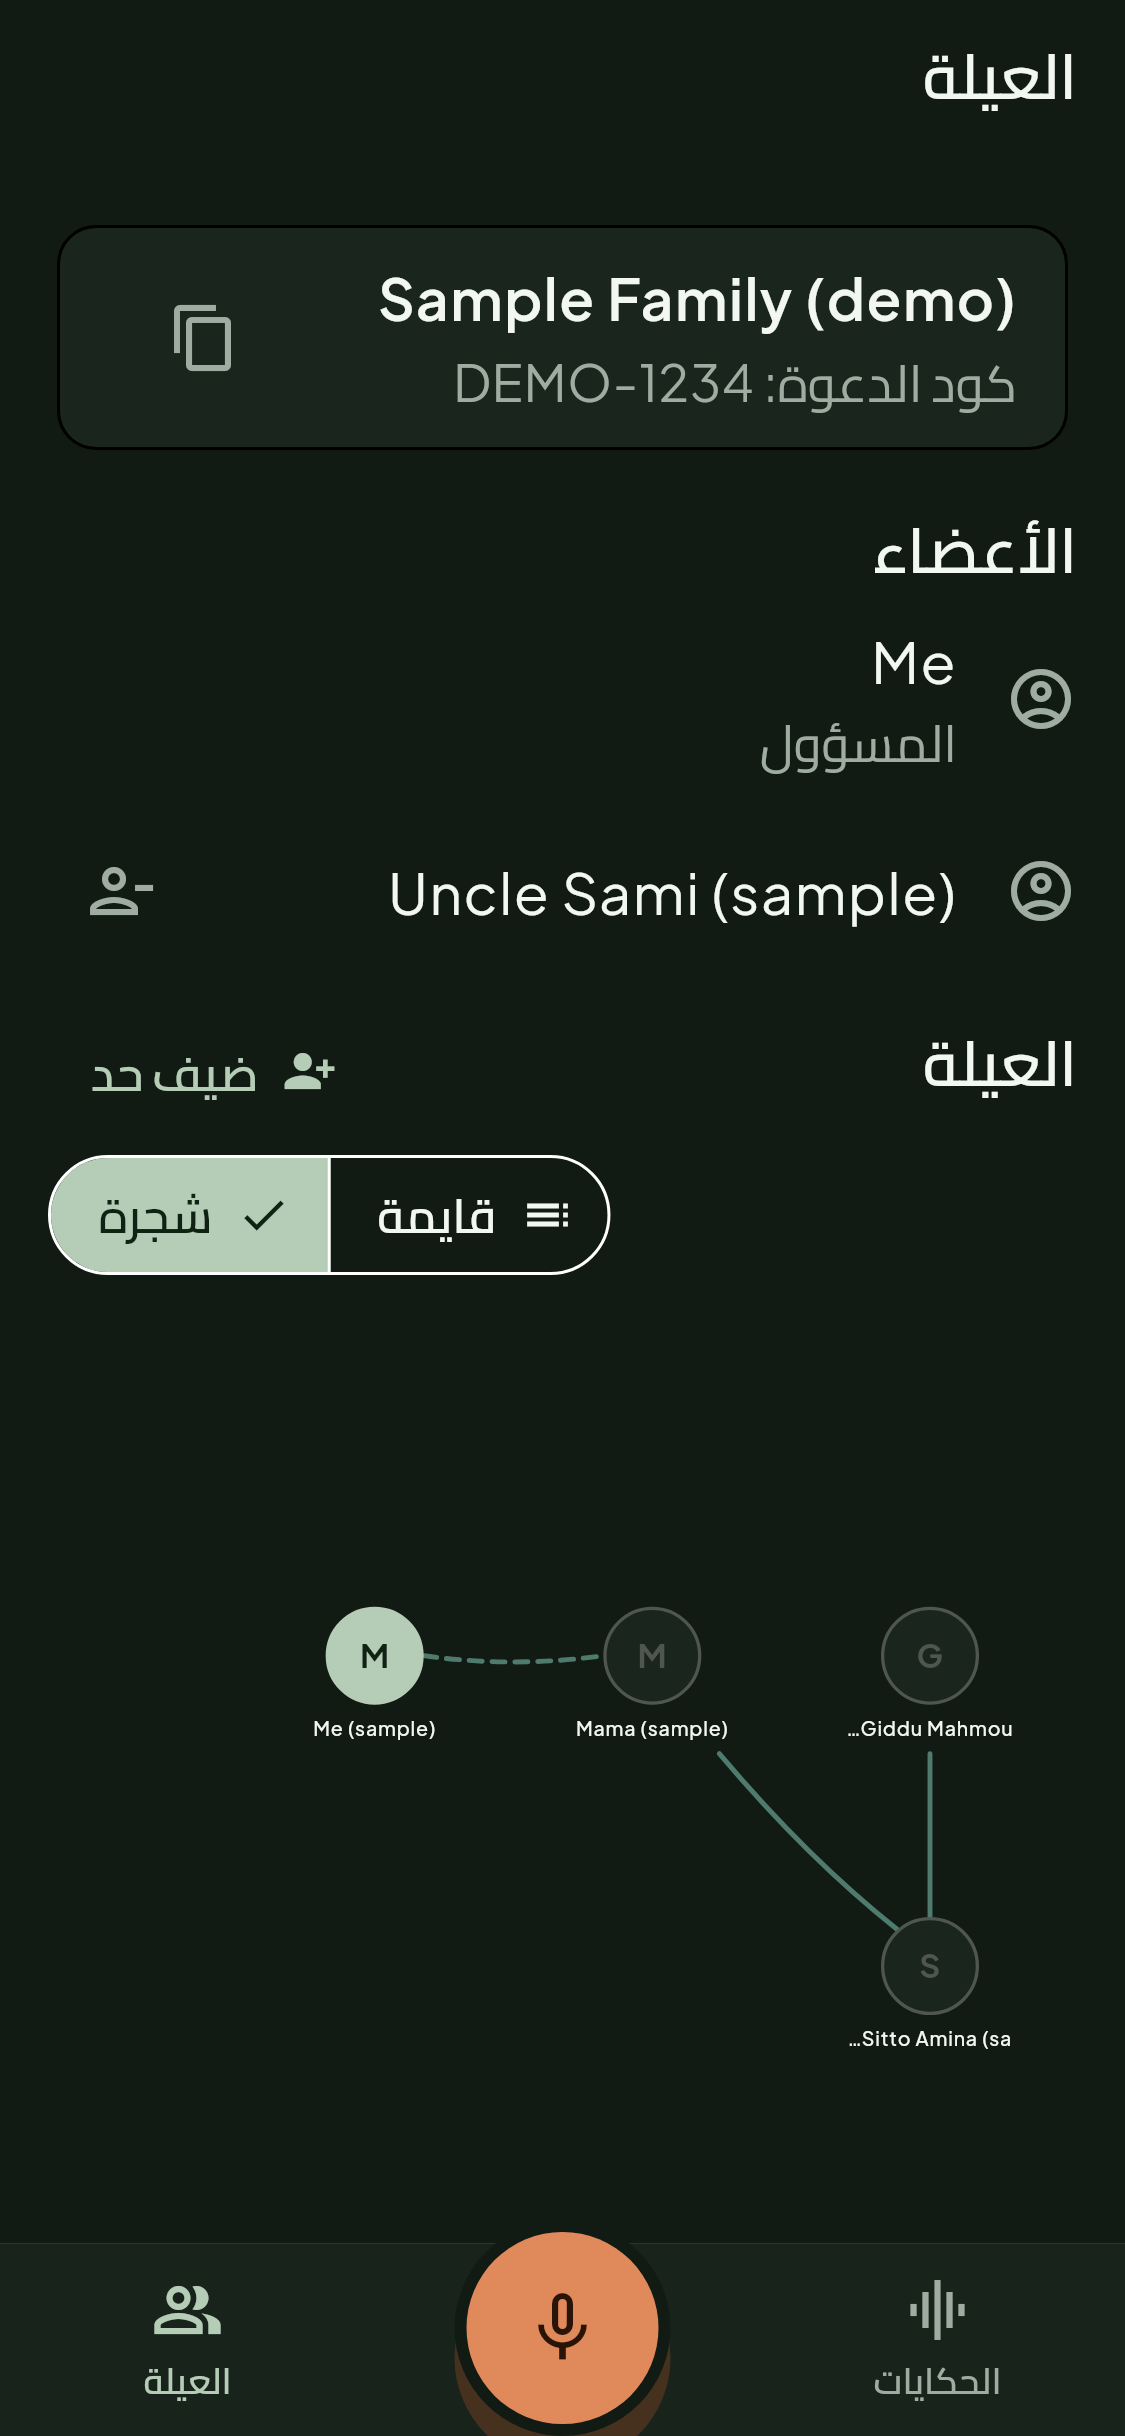 العيلة
Sample Family (demo)
كود الدعوة: DEMO-1234
الأعضاء
Me
المسؤول
Uncle Sami (sample)
العيلة
ضيف حد
قايمة
شجرة
G
M
M
Giddu Mahmou…
Mama (sample)
Me (sample)
S
Sitto Amina (sa…
الحكايات
العيلة